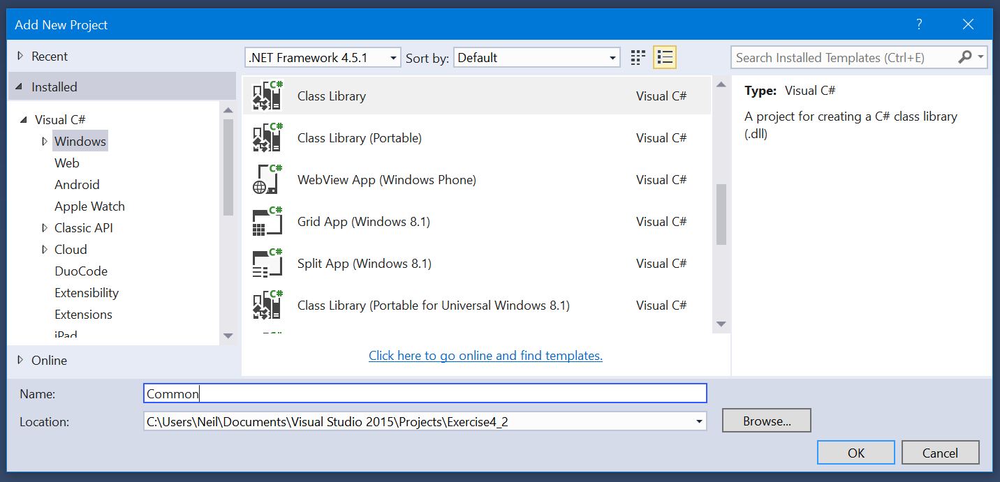 Add New Project ?
Recent
Installed
Visual C#
Windows
Web
Android
Apple Watch
Classic API
Cloud
DuoCode
Extensibility
Extensions
iPad
Online
.NET Framework 4.5.1 Sort by: Default
C# Class Library Visual C#
C# Class Library (Portable) Visual C#
C# WebView App (Windows Phone) Visual C#
C# Grid App (Windows 8.1) Visual C#
C# Split App (Windows 8.1) Visual C#
C# Class Library (Portable for Universal Windows 8.1) Visual C#
Click here to go online and find templates.
Search Installed Templates (Ctrl+E)
Type: Visual C#
A project for creating a C# class library
(.dll)
Name: Common
Location: C:\Users\Neil\Documents\Visual Studio 2015\Projects\Exercise4_2 Browse...
OK Cancel